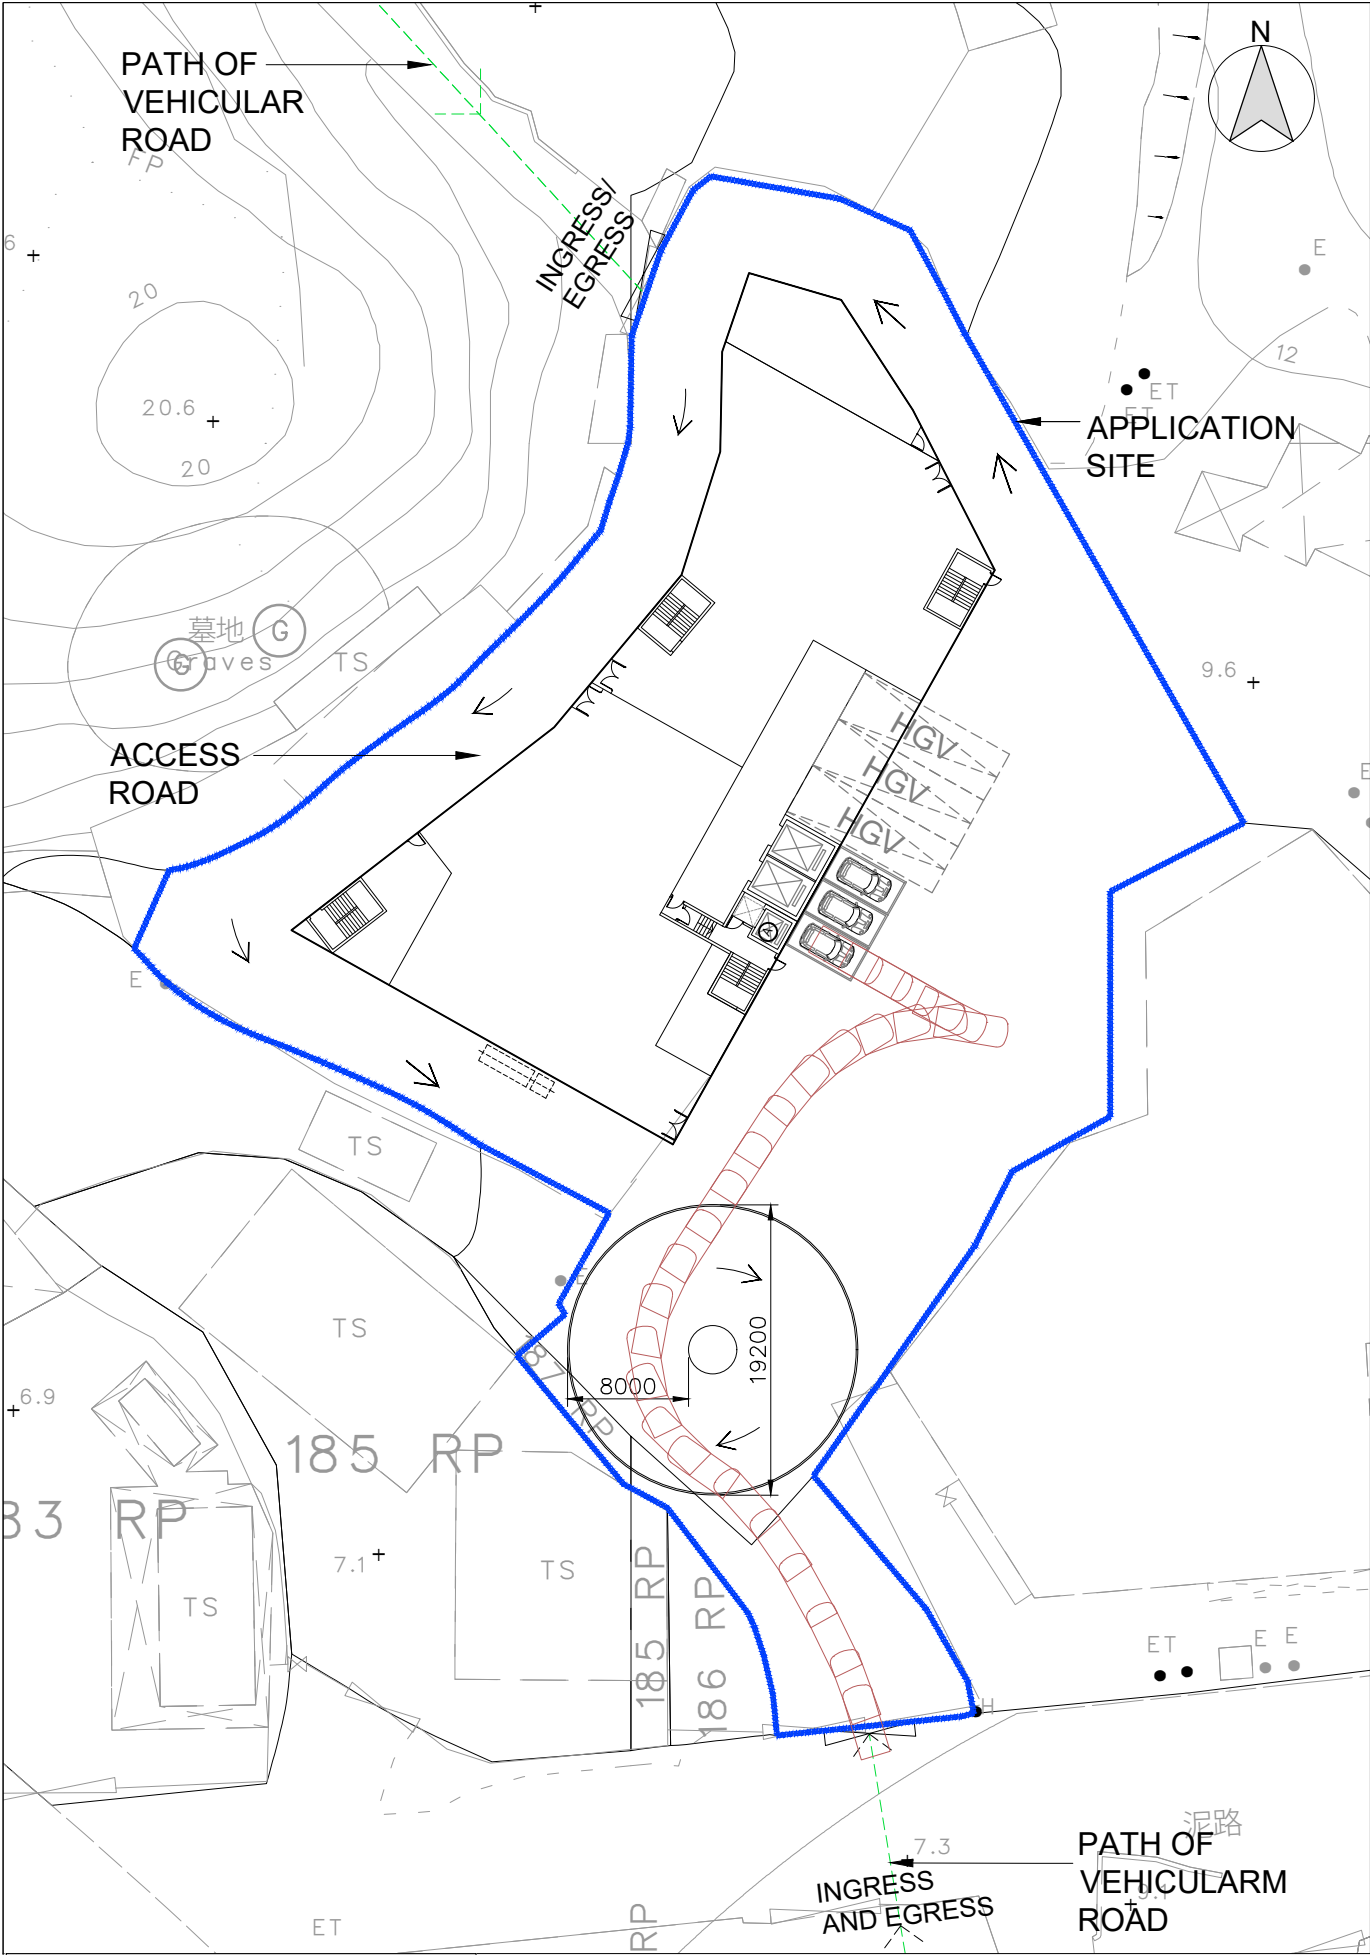 PATH OF
VEHICULAR
ROAD
N
FP
INGRESS/
EGRESS
6
E
20
12
20.6
ET
ET
APPLICATION
SITE
20
墓地
G
G
Graves
TS
9.6
HGV
ACCESS
ROAD
HGV
HGV
E
A
E
TS
E
TS
19200
187 RP
8000
6.9
185 RP
83 RP
7.1
TS
TS
185 RP
186 RP
ET
E
E
H
泥路
7.3
PATH OF
VEHICULARM
ROAD
INGRESS
AND EGRESS
9.1
ET
RP